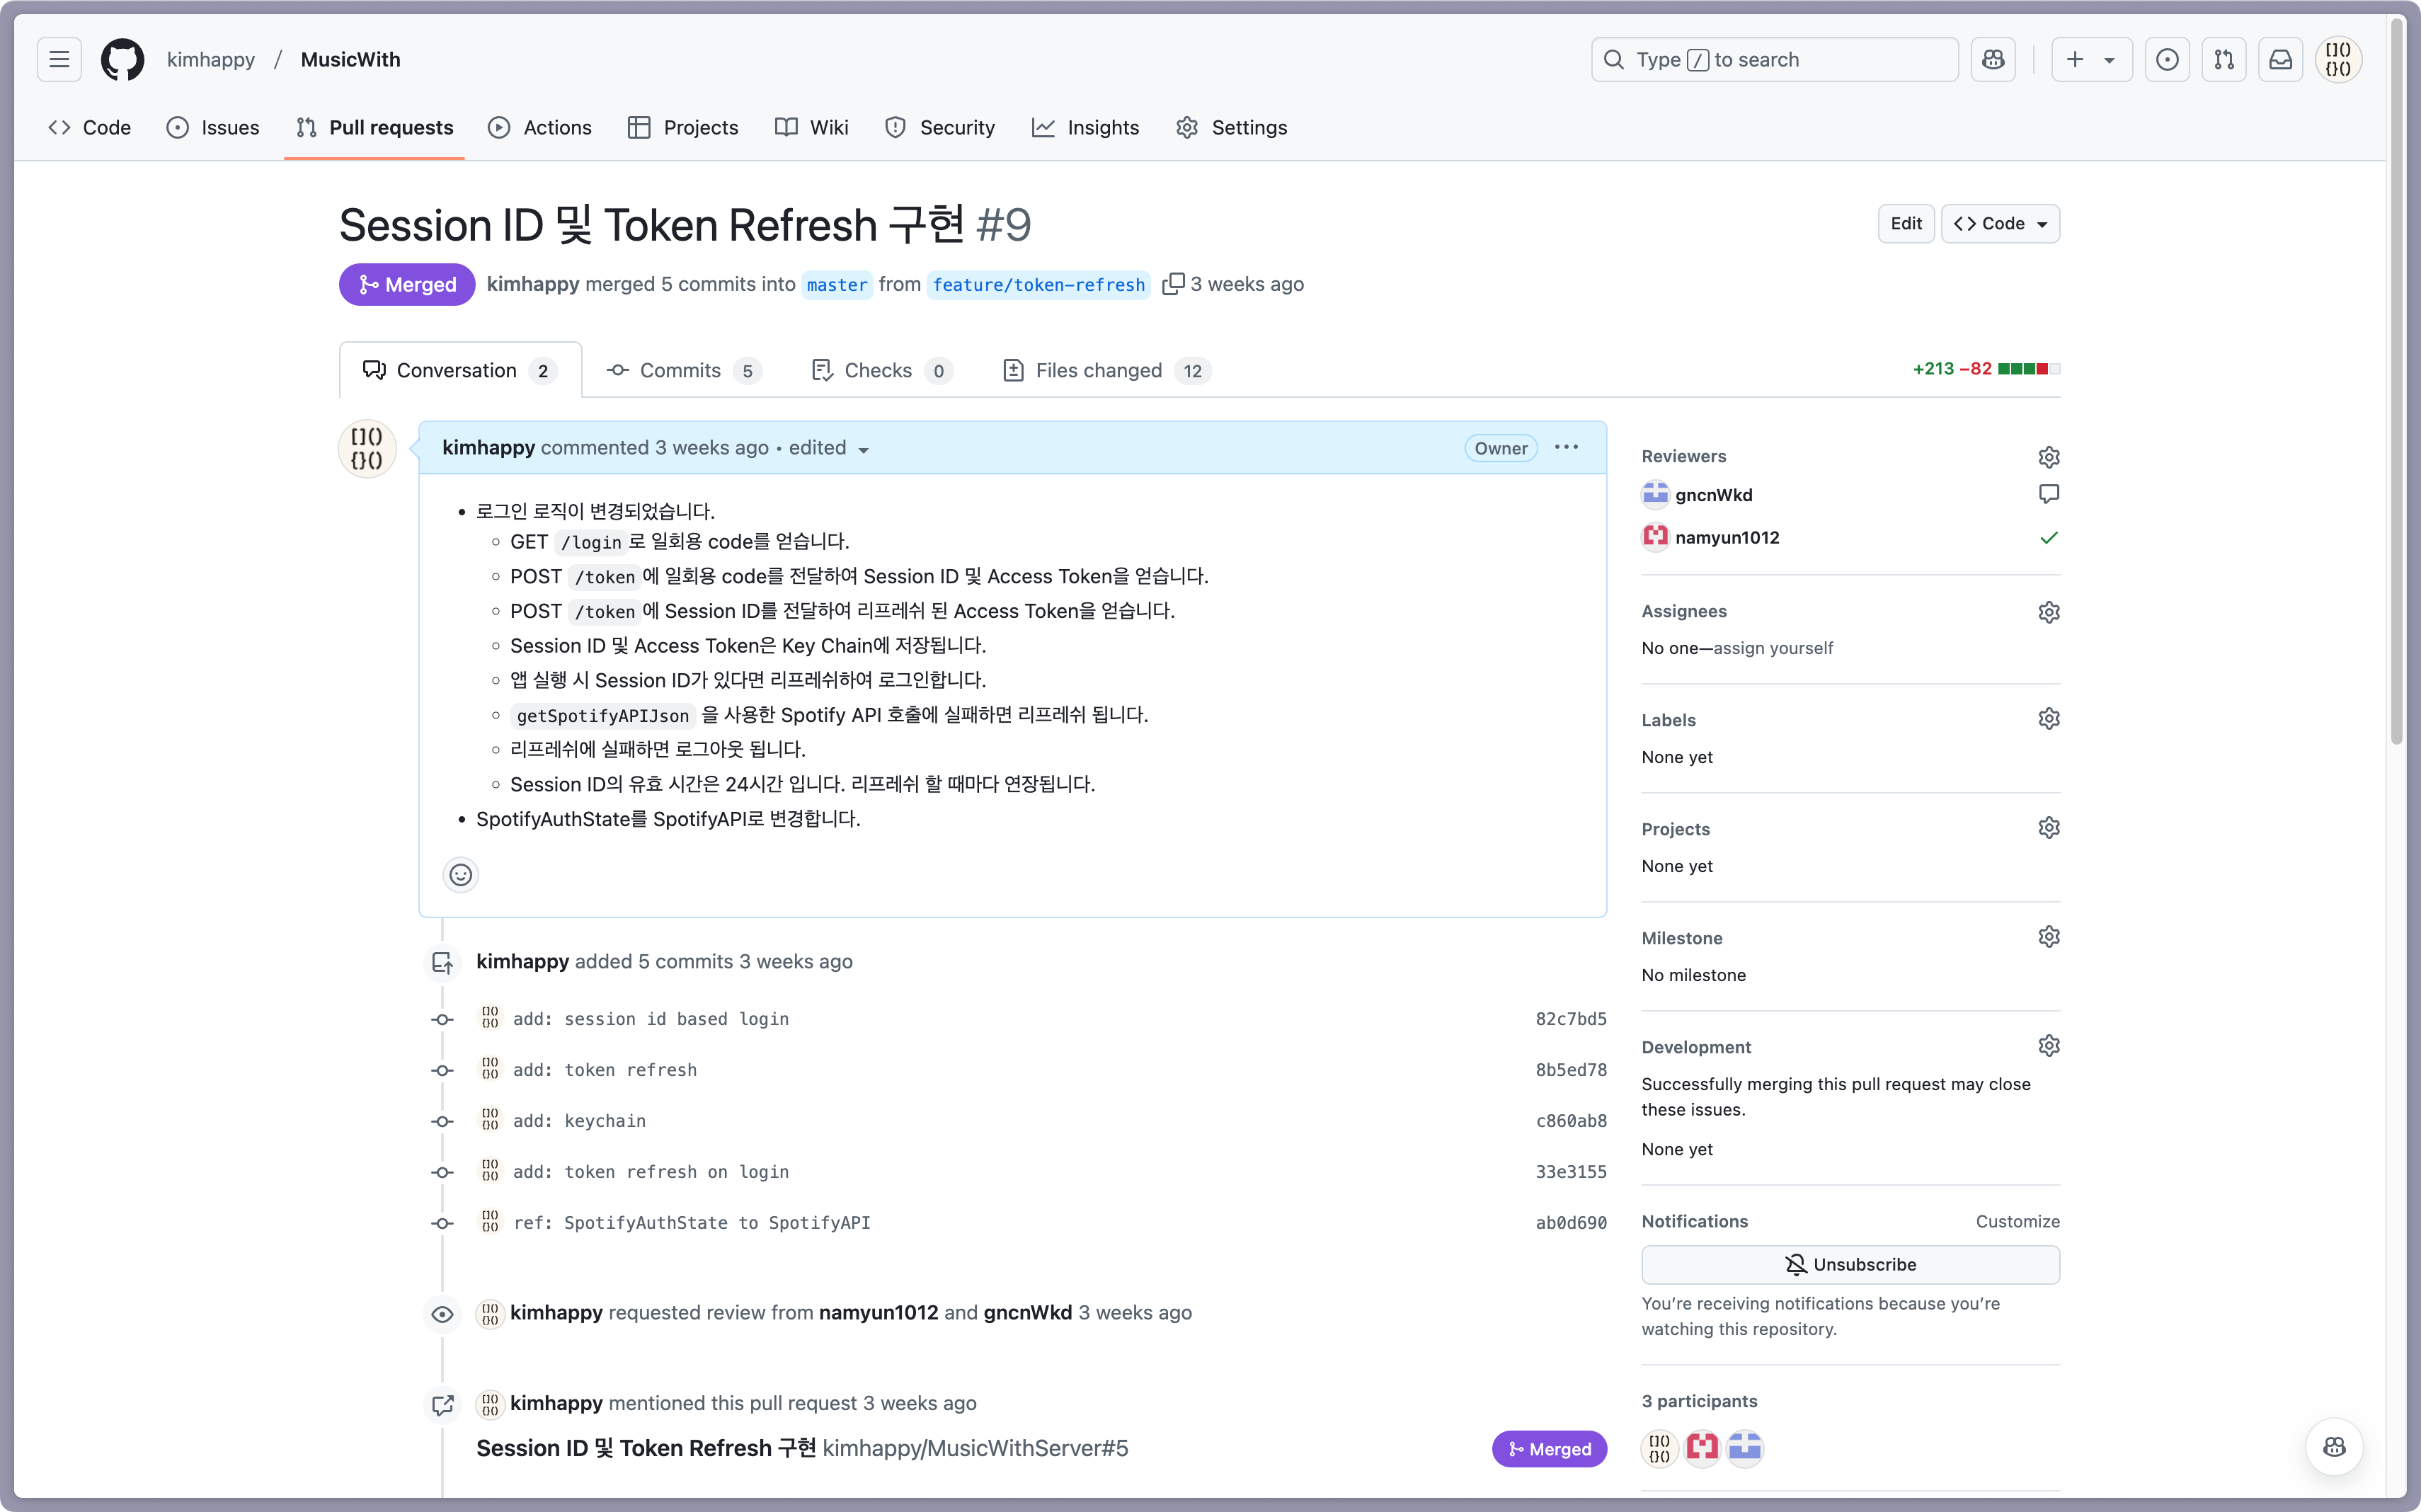 kimhappy / MusicWith
Type / to search
Code Issues Pull requests Actions Projects Wiki Security Insights Settings
Session ID 및 Token Refresh 구현 #9
Edit Code
Merged kimhappy merged 5 commits into master from feature/token-refresh 3 weeks ago
Conversation 2 Commits 5 Checks 0 Files changed 12
+213 −82
[]()
{}()
kimhappy commented 3 weeks ago • edited
Owner
• 로그인 로직이 변경되었습니다.
◦ GET /login로 일회용 code를 얻습니다.
◦ POST /token에 일회용 code를 전달하여 Session ID 및 Access Token을 얻습니다.
◦ POST /token에 Session ID를 전달하여 리프레쉬 된 Access Token을 얻습니다.
◦ Session ID 및 Access Token은 Key Chain에 저장됩니다.
◦ 앱 실행 시 Session ID가 있다면 리프레쉬하여 로그인합니다.
◦ getSpotifyAPIJson 을 사용한 Spotify API 호출에 실패하면 리프레쉬 됩니다.
◦ 리프레쉬에 실패하면 로그아웃 됩니다.
◦ Session ID의 유효 시간은 24시간 입니다. 리프레쉬 할 때마다 연장됩니다.
• SpotifyAuthState를 SpotifyAPI로 변경합니다.
kimhappy added 5 commits 3 weeks ago
add: session id based login 82c7bd5
add: token refresh 8b5ed78
add: keychain c860ab8
add: token refresh on login 33e3155
ref: SpotifyAuthState to SpotifyAPI ab0d690
kimhappy requested review from namyun1012 and gncnWkd 3 weeks ago
kimhappy mentioned this pull request 3 weeks ago
Session ID 및 Token Refresh 구현 kimhappy/MusicWithServer#5
Merged
Reviewers
gncnWkd
namyun1012
Assignees
No one—assign yourself
Labels
None yet
Projects
None yet
Milestone
No milestone
Development
Successfully merging this pull request may close
these issues.
None yet
Notifications Customize
Unsubscribe
You’re receiving notifications because you’re
watching this repository.
3 participants